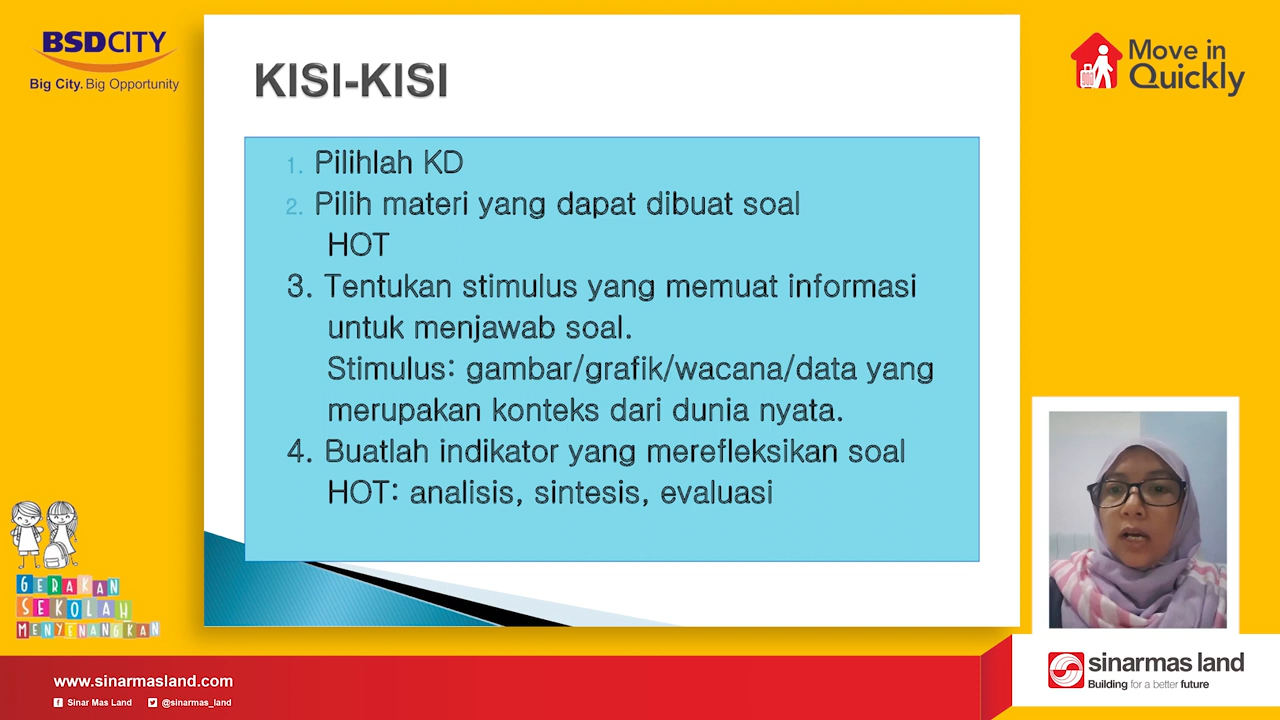 BSDCITY
Big City. Big Opportunity
Move in
Quickly
KISI-KISI
1. Pilihlah KD
2. Pilih materi yang dapat dibuat soal
HOT
3. Tentukan stimulus yang memuat informasi
untuk menjawab soal.
Stimulus: gambar/grafik/wacana/data yang
merupakan konteks dari dunia nyata.
4. Buatlah indikator yang merefleksikan soal
HOT: analisis, sintesis, evaluasi
GERAKAN
SEKOLAH
MENYENANGKAN
www.sinarmasland.com
Sinar Mas Land @sinarmas_land
sinarmas land
Building for a better future